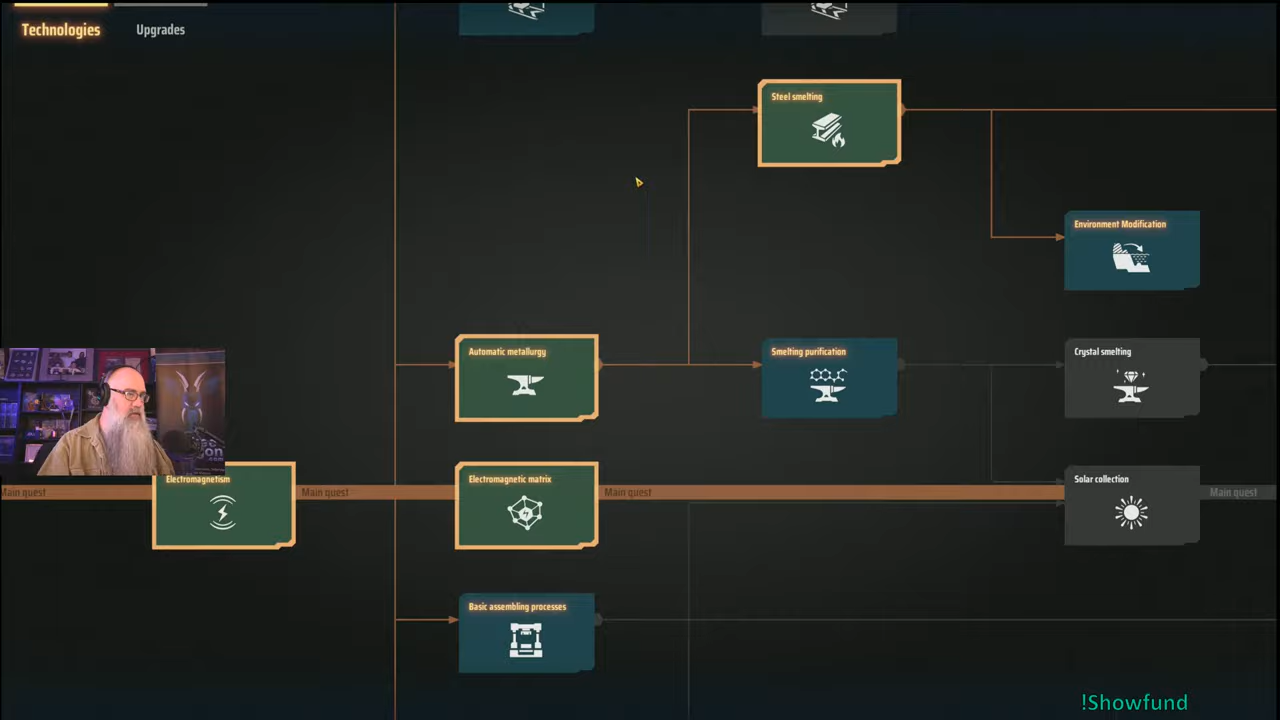 Technologies
Upgrades
Steel smelting
Environment Modification
Automatic metallurgy
Smelting purification
Crystal smelting
Electromagnetism
Electromagnetic matrix
Solar collection
Main quest
Main quest
Main quest
Main quest
Basic assembling processes
!Showfund